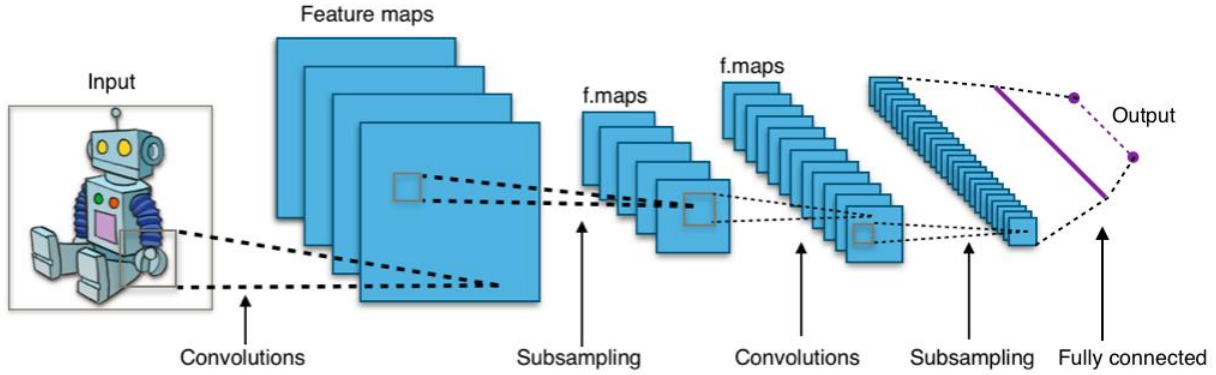 Feature maps
Input
f.maps
f.maps
Output
Convolutions
Subsampling
Convolutions
Subsampling
Fully connected